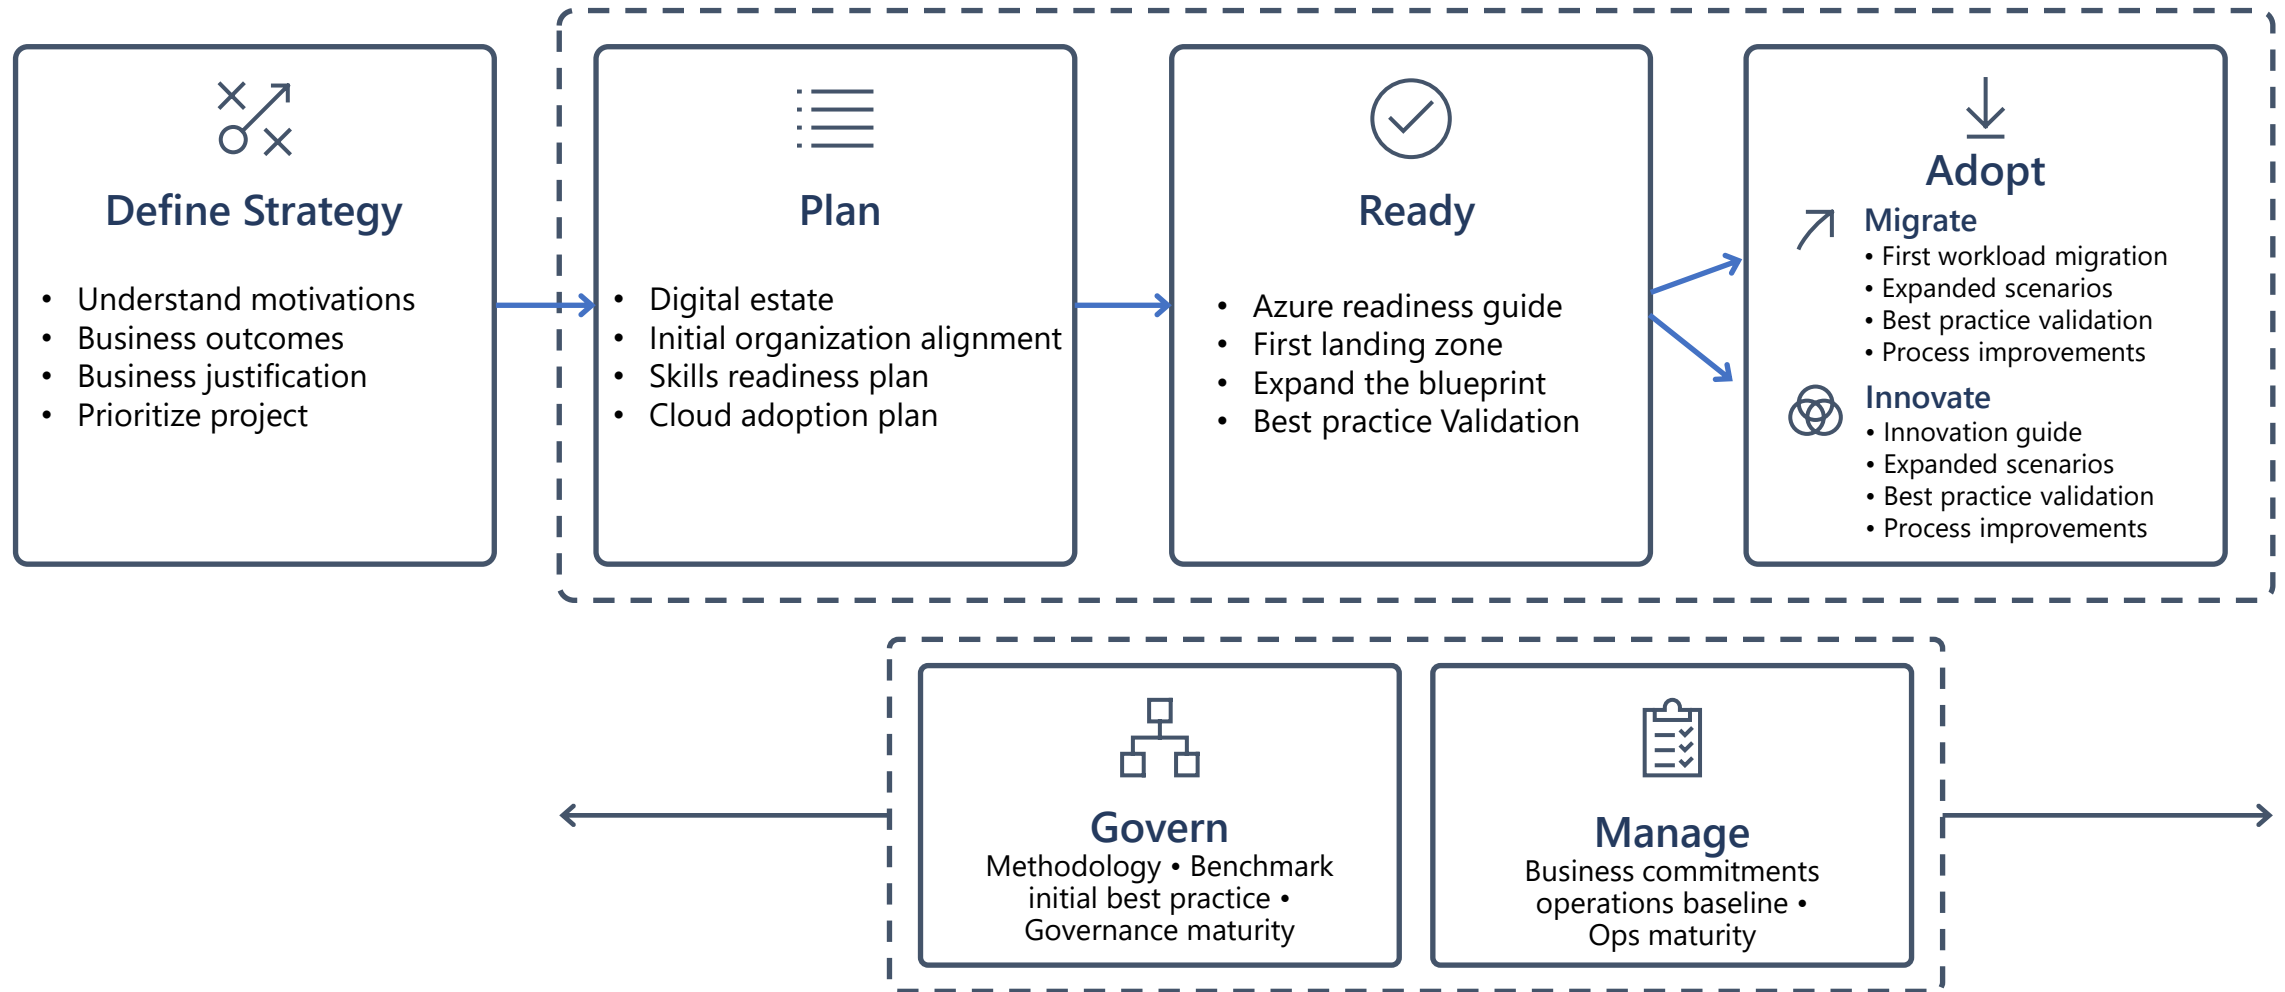 Define Strategy
• Understand motivations
• Business outcomes
• Business justification
• Prioritize project
Plan
• Digital estate
• Initial organization alignment
• Skills readiness plan
• Cloud adoption plan
Ready
• Azure readiness guide
• First landing zone
• Expand the blueprint
• Best practice Validation
Adopt
Migrate
• First workload migration
• Expanded scenarios
• Best practice validation
• Process improvements
Innovate
• Innovation guide
• Expanded scenarios
• Best practice validation
• Process improvements
Govern
Methodology • Benchmark
initial best practice •
Governance maturity
Manage
Business commitments
operations baseline •
Ops maturity